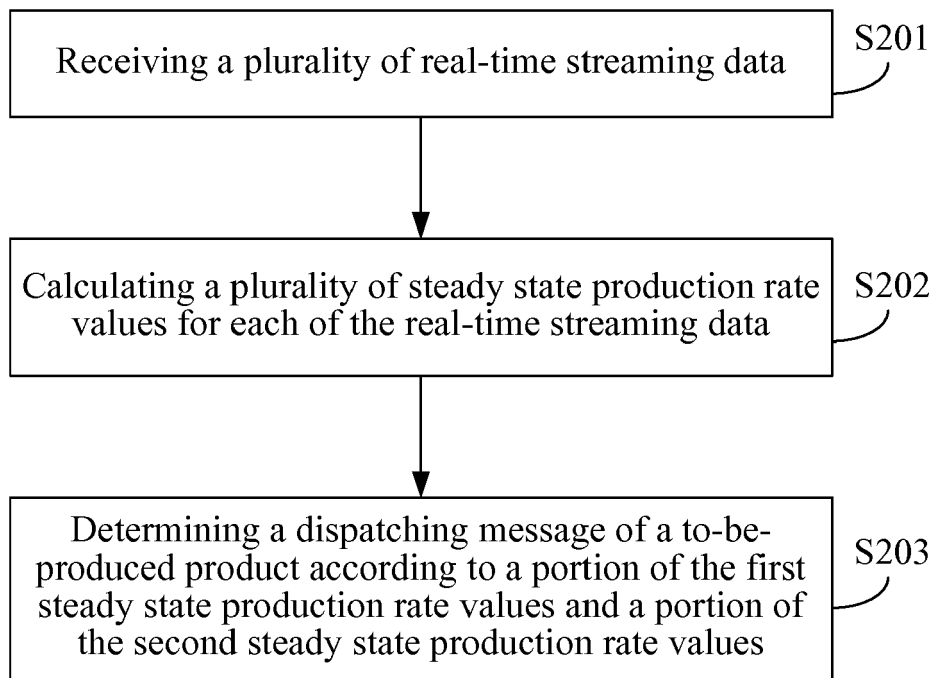 Receiving a plurality of real-time streaming data
S201
Calculating a plurality of steady state production rate
values for each of the real-time streaming data
S202
Determining a dispatching message of a to-be-
produced product according to a portion of the first
steady state production rate values and a portion of
the second steady state production rate values
S203